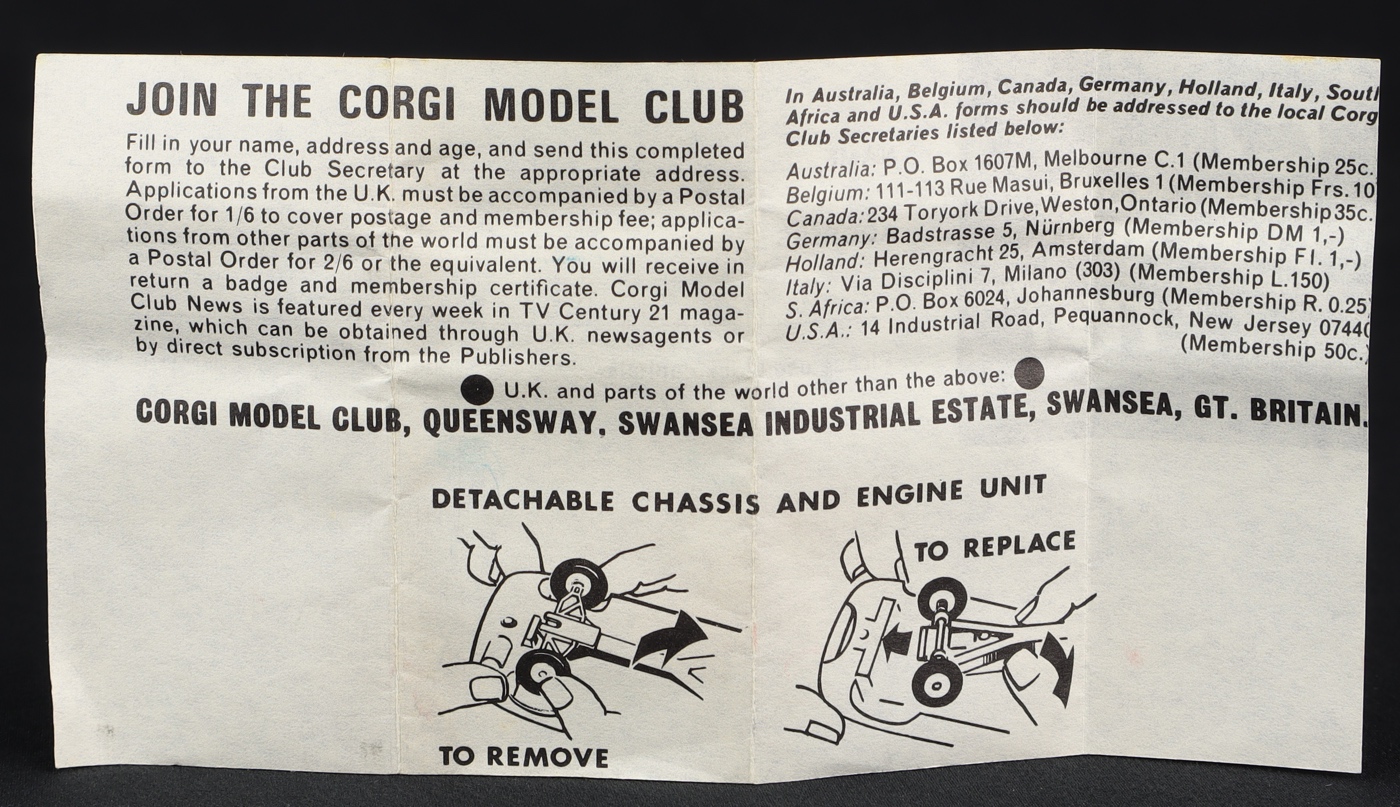 JOIN THE CORGI MODEL CLUB
Fill in your name, address and age, and send this completed
form to the Club Secretary at the appropriate address.
Applications from the U.K. must be accompanied by a Postal
Order for 1/6 to cover postage and membership fee; applica-
tions from other parts of the world must be accompanied by
a Postal Order for 2/6 or the equivalent. You will receive in
return a badge and membership certificate. Corgi Model
Club News is featured every week in TV Century 21 maga-
zine, which can be obtained through U.K. newsagents or
by direct subscription from the Publishers.
In Australia, Belgium, Canada, Germany, Holland, Italy, Sout
Africa and U.S.A. forms should be addressed to the local Corg
Club Secretaries listed below:
Australia: P.O. Box 1607M, Melbourne C.1 (Membership 25c.
Belgium: 111-113 Rue Masui, Bruxelles 1 (Membership Frs. 10
Canada: 234 Toryork Drive, Weston, Ontario (Membership 35c.
Germany: Badstrasse 5, Nürnberg (Membership DM 1,-)
Holland: Herengracht 25, Amsterdam (Membership Fl. 1,-)
Italy: Via Disciplini 7, Milano (303) (Membership L.150)
S. Africa: P.O. Box 6024, Johannesburg (Membership R. 0.25
U.S.A.: 14 Industrial Road, Pequannock, New Jersey 0744
(Membership 50c.)
U.K. and parts of the world other than the above:
CORGI MODEL CLUB, QUEENSWAY. SWANSEA INDUSTRIAL ESTATE, SWANSEA, GT. BRITAIN.
DETACHABLE CHASSIS AND ENGINE UNIT
TO REPLACE
TO REMOVE